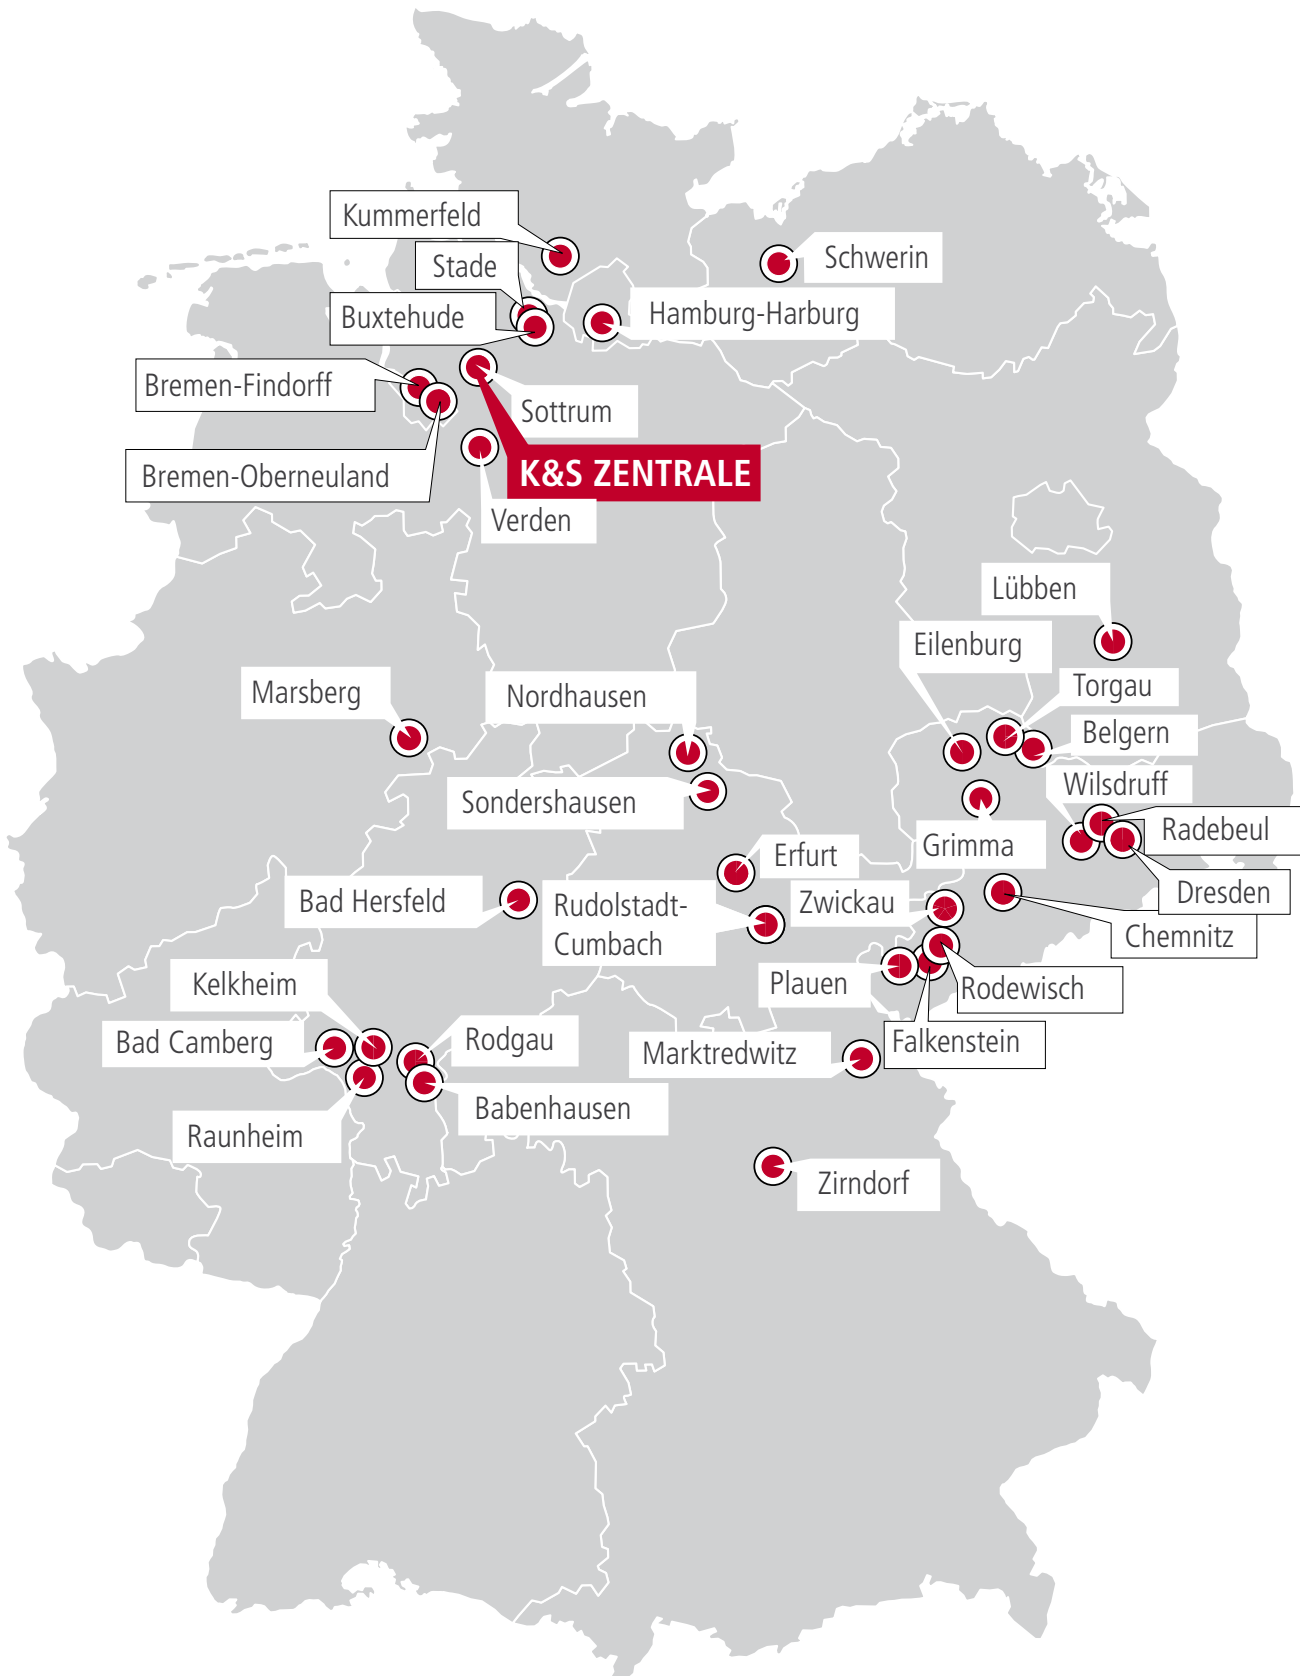 Kummerfeld
Stade
Schwerin
Buxtehude
Hamburg-Harburg
Bremen-Findorff
Sottrum
Bremen-Oberneuland
K&S ZENTRALE
Verden
Lübben
Eilenburg
Marsberg
Nordhausen
Torgau
Belgern
Sondershausen
Wilsdruff
Radebeul
Grimma
Erfurt
Dresden
Bad Hersfeld
Rudolstadt-
Cumbach
Zwickau
Chemnitz
Kelkheim
Plauen
Rodewisch
Bad Camberg
Rodgau
Marktredwitz
Falkenstein
Raunheim
Babenhausen
Zirndorf